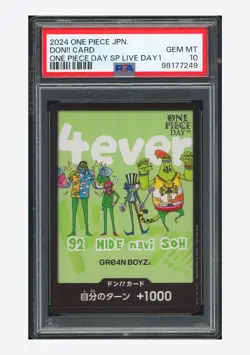 2024 ONE PIECE JPN.
DON!! CARD
GEM MT
ONE PIECE DAY SP LIVE DAY1
10
PSA
98177249
4ever
ONE PIECE
DAY
92 HIDE navi SOH
GRe4N BOYZ
ドン!!カード
自分のターン +1000